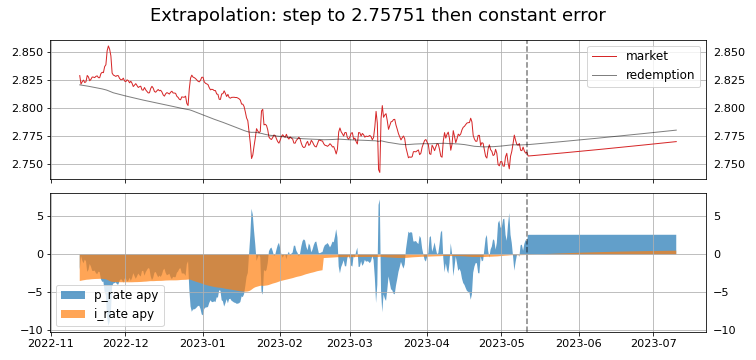 Extrapolation: step to 2.75751 then constant error
2.850 2.850
2.825 2.825
2.800 2.800
2.775 2.775
2.750 2.750
market
redemption
5 5
0 0
−5 −5
−10 −10
p_rate apy
i_rate apy
2022-11 2022-12 2023-01 2023-02 2023-03 2023-04 2023-05 2023-06 2023-07